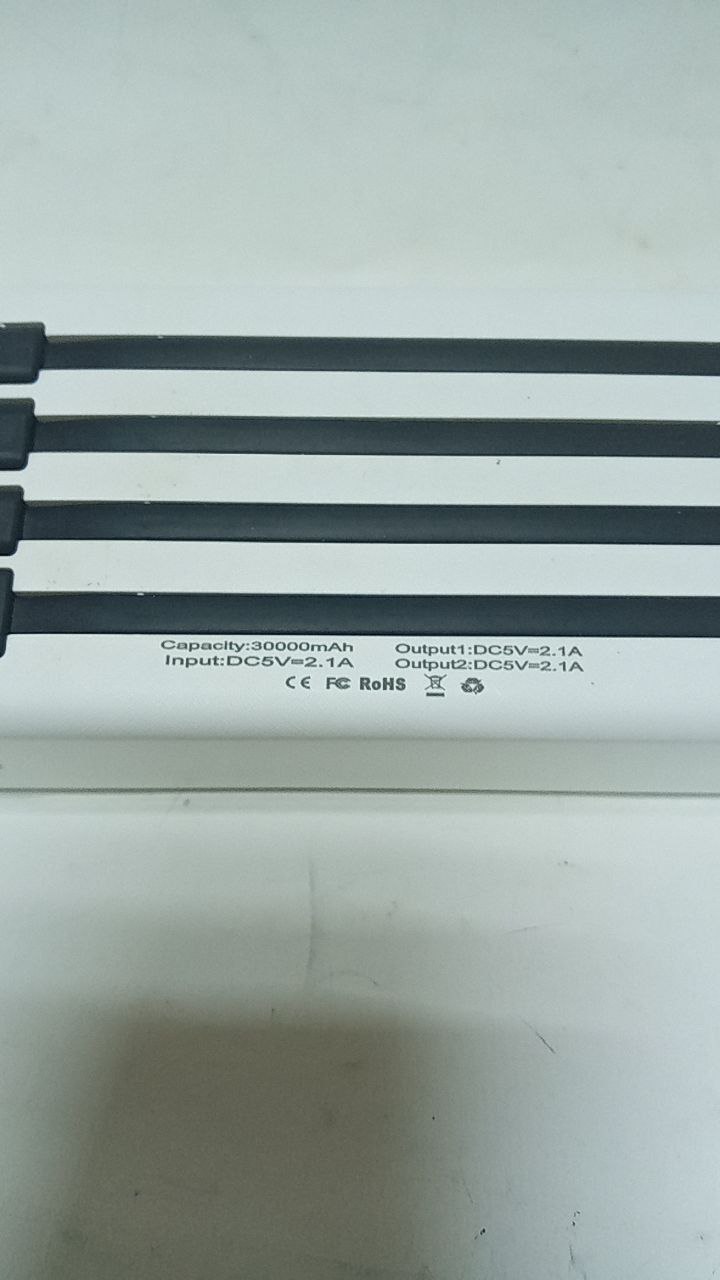 Capacity:30000mAh Output1:DC5V=2.1A
Input:DC5V=2.1A Output2:DC5V=2.1A
CE FC RoHS